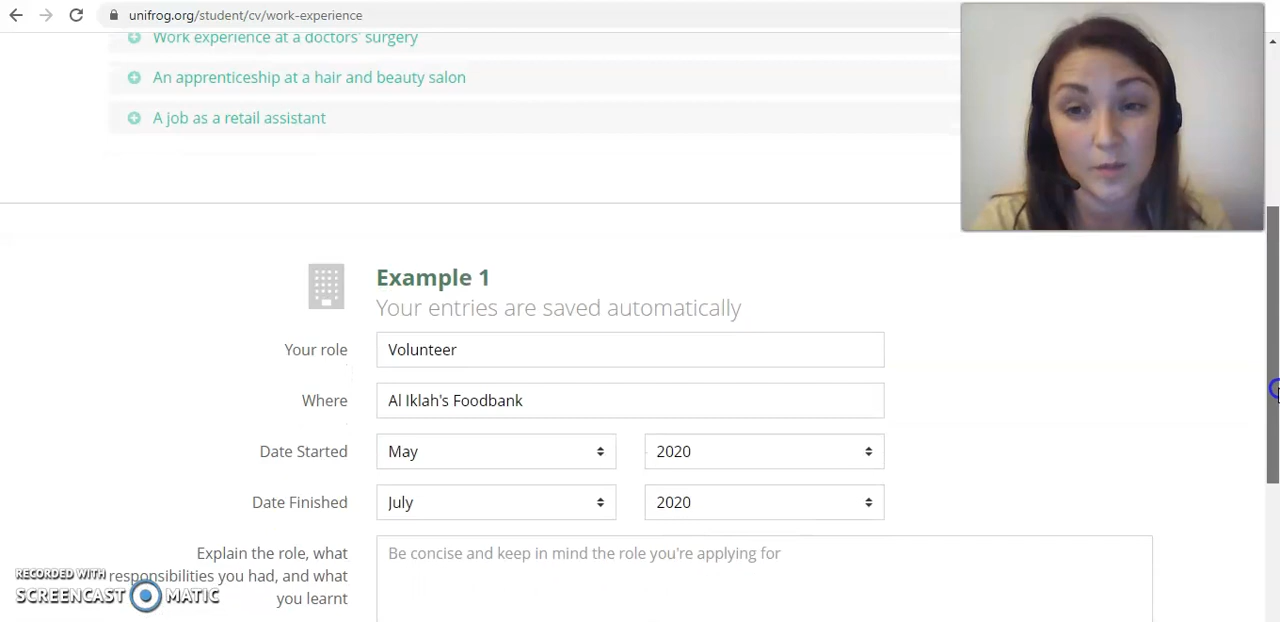 unifrog.org/student/cv/work-experience
Work experience at a doctors' surgery
An apprenticeship at a hair and beauty salon
A job as a retail assistant
Example 1
Your entries are saved automatically
Your role
Volunteer
Where
Al Iklah's Foodbank
Date Started
May
2020
Date Finished
July
2020
Explain the role, what
responsibilities you had, and what
you learnt
Be concise and keep in mind the role you're applying for
RECORDED WITH
SCREENCAST MATIC